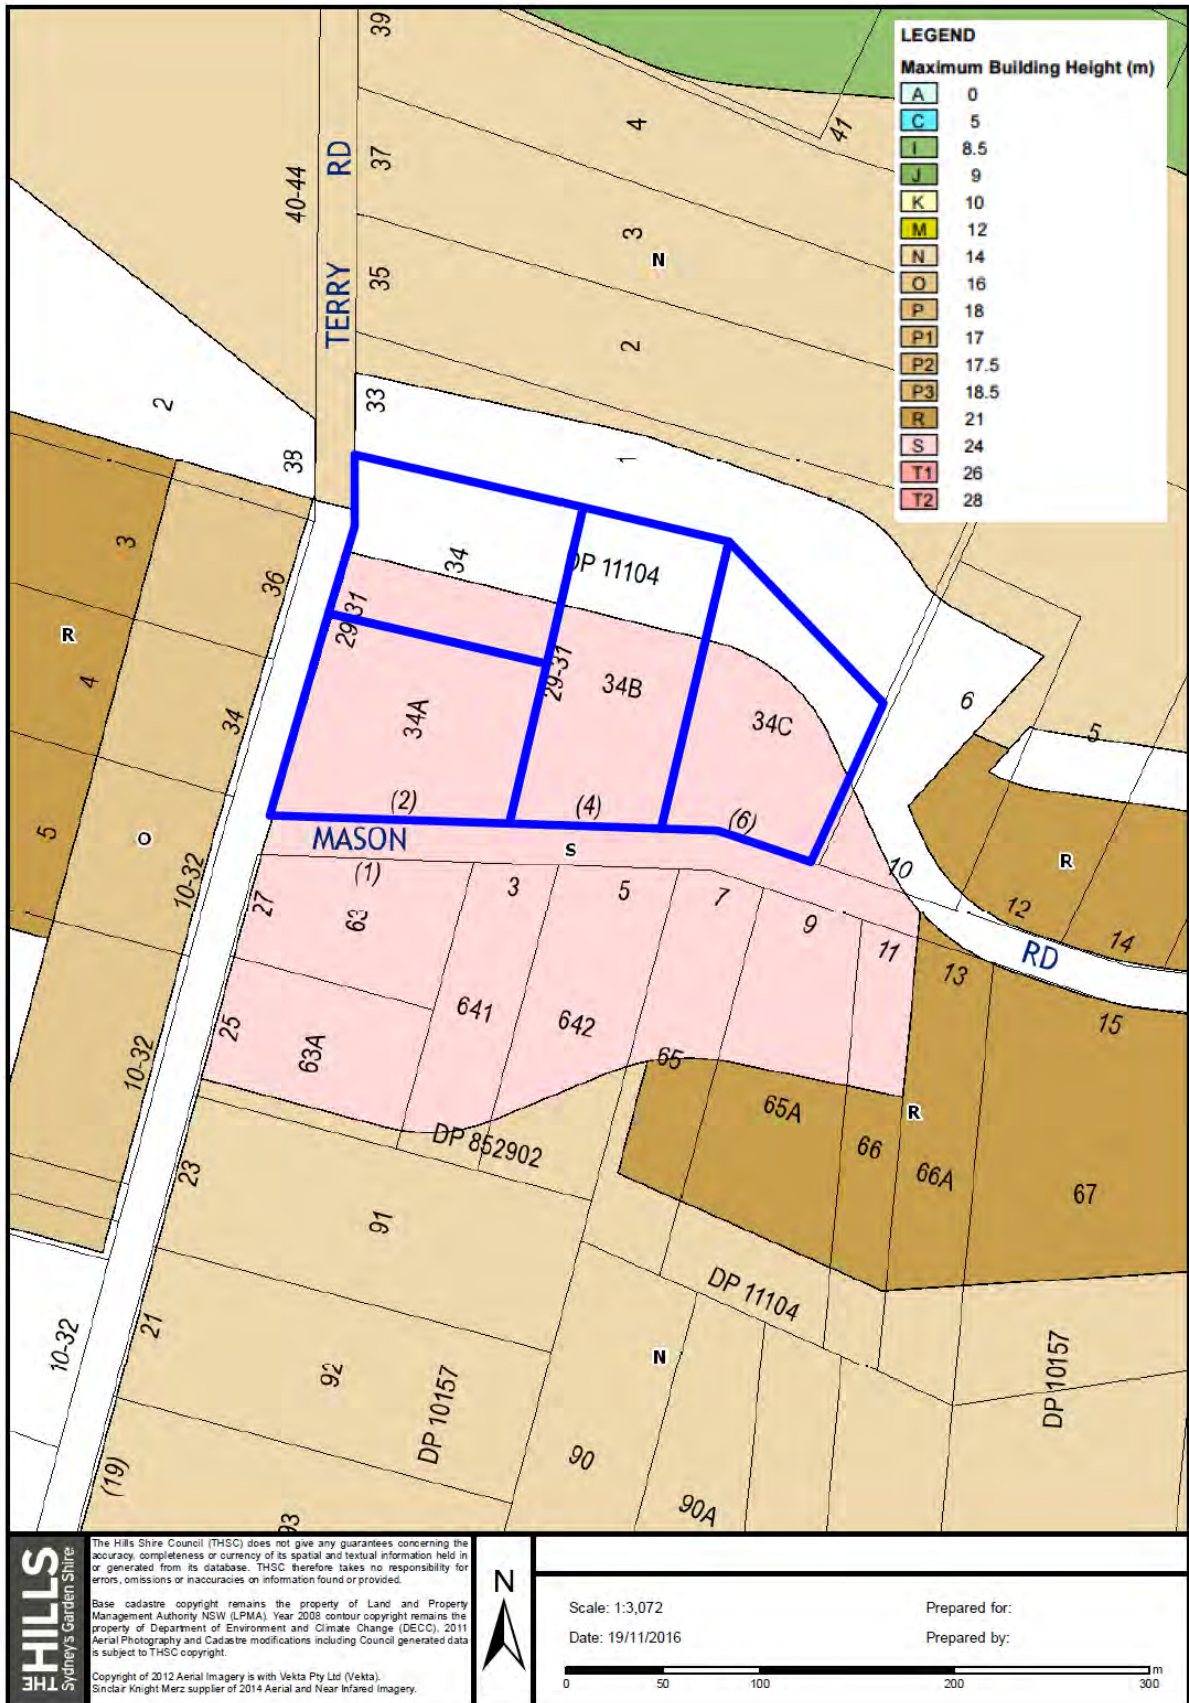 LEGEND
Maximum Building Height (m)
A 0
C 5
I 8.5
J 9
K 10
M 12
N 14
O 16
P 18
P1 17
P2 17.5
P3 18.5
R 21
S 24
T1 26
T2 28
39
4
41
40-44
TERRY RD
37
3
N
35
2
2
33
38
1
3
36
34
DP 11104
R
29-31
29-31
4
34A
34B
34C
6
5
34
(2)
(4)
(6)
5
O
MASON
S
R
10-32
(1)
3
5
7
9
10
12
14
27
63
11
13
RD
15
641
642
25
63A
65
10-32
65A
R
DP 852902
66
66A
67
23
91
DP 11104
21
10-32
92
N
DP 10157
DP 10157
90
(19)
90A
93
THE HILLS
Sydney's Garden Shire
The Hills Shire Council (THSC) does not give any guarantees concerning the
accuracy, completeness or currency of its spatial and textual information held in
or generated from its database. THSC therefore takes no responsibility for
errors, omissions or inaccuracies on information found or provided.
Base cadastre copyright remains the property of Land and Property
Management Authority NSW (LPMA). Year 2008 contour copyright remains the
property of Department of Environment and Climate Change (DECC). 2011
Aerial Photography and Cadastre modifications including Council generated data
is subject to THSC copyright.
Copyright of 2012 Aerial Imagery is with Vekta Pty Ltd (Vekta).
Sinclair Knight Merz supplier of 2014 Aerial and Near Infared Imagery.
N
Scale: 1:3,072
Prepared for:
Date: 19/11/2016
Prepared by:
0 50 100 200 300 m